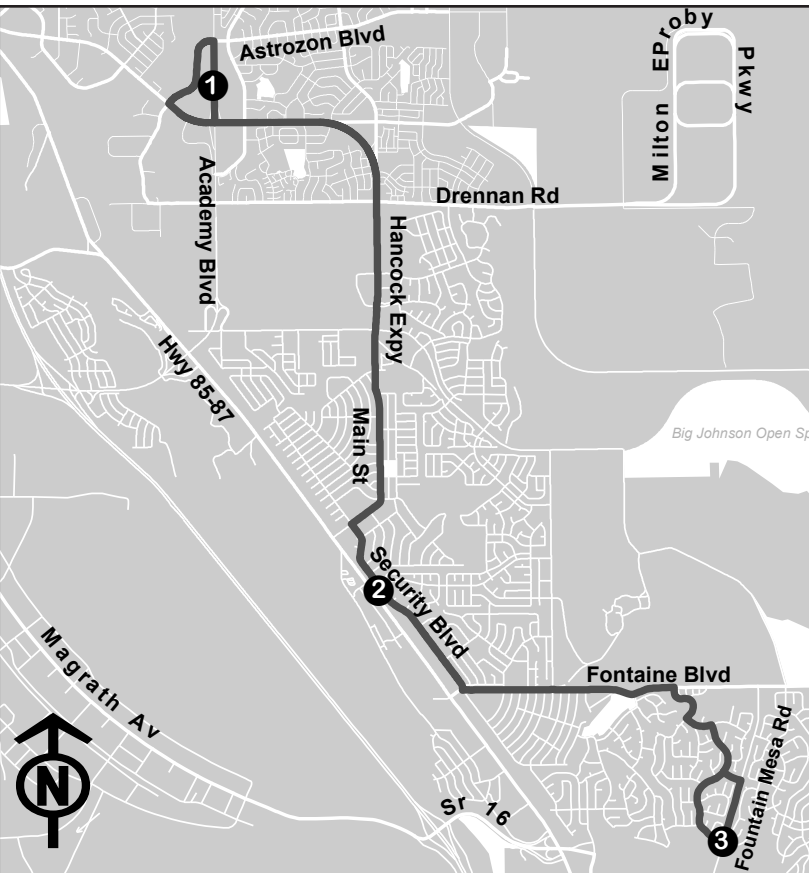 Milton EProby Pkwy
Astrozon Blvd
1
Academy Blvd
Drennan Rd
Hancock Expy
Hwy 85-87
Main St
Big Johnson Open Sp
Security Blvd
2
Fontaine Blvd
Magrath Av
Fountain Mesa Rd
N
Sr 16
3